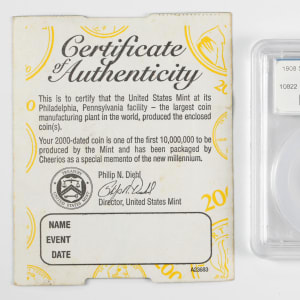 Certificate
of Authenticity
This is to certify that the United States Mint at its
Philadelphia, Pennsylvania facility – the largest coin
manufacturing plant in the world, produced the enclosed
coin(s).
Your 2000-dated coin is one of the first 10,000,000 to be
produced by the Mint and has been packaged by
Cheerios as a special memento of the new millennium.
Philip N. Diehl
Director, United States Mint
NAME
EVENT
DATE
A23683
1908
10822